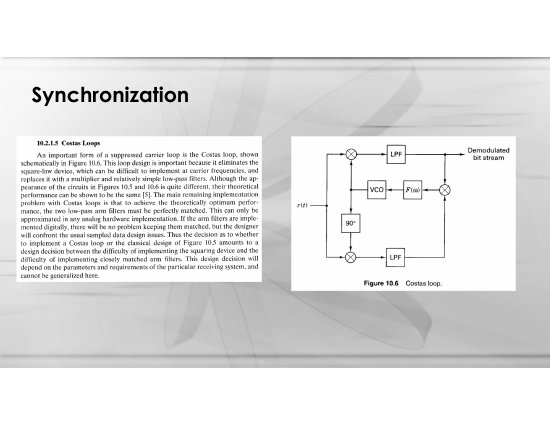 Synchronization
10.2.1.5 Costas Loops
An important form of a suppressed carrier loop is the Costas loop, shown
schematically in Figure 10.6. This loop design is important because it eliminates the
square-law device, which can be difficult to implement at carrier frequencies, and
replaces it with a multiplier and relatively simple low-pass filters. Although the ap-
pearance of the circuits in Figures 10.5 and 10.6 is quite different, their theoretical
performance can be shown to be the same [5]. The main remaining implementation
problem with Costas loops is that to achieve the theoretically optimum perfor-
mance, the two low-pass arm filters must be perfectly matched. This can only be
approximated in any analog hardware implementation. If the arm filters are imple-
mented digitally, there will be no problem keeping them matched, but the designer
will confront the usual sampled data design issues. Thus the decision as to whether
to implement a Costas loop or the classical design of Figure 10.5 amounts to a
design decision between the difficulty of implementing the squaring device and the
difficulty of implementing closely matched arm filters. This design decision will
depend on the parameters and requirements of the particular receiving system, and
cannot be generalized here.
LPF
Demodulated
bit stream
VCO
F(ω)
r(t)
90°
LPF
Figure 10.6 Costas loop.